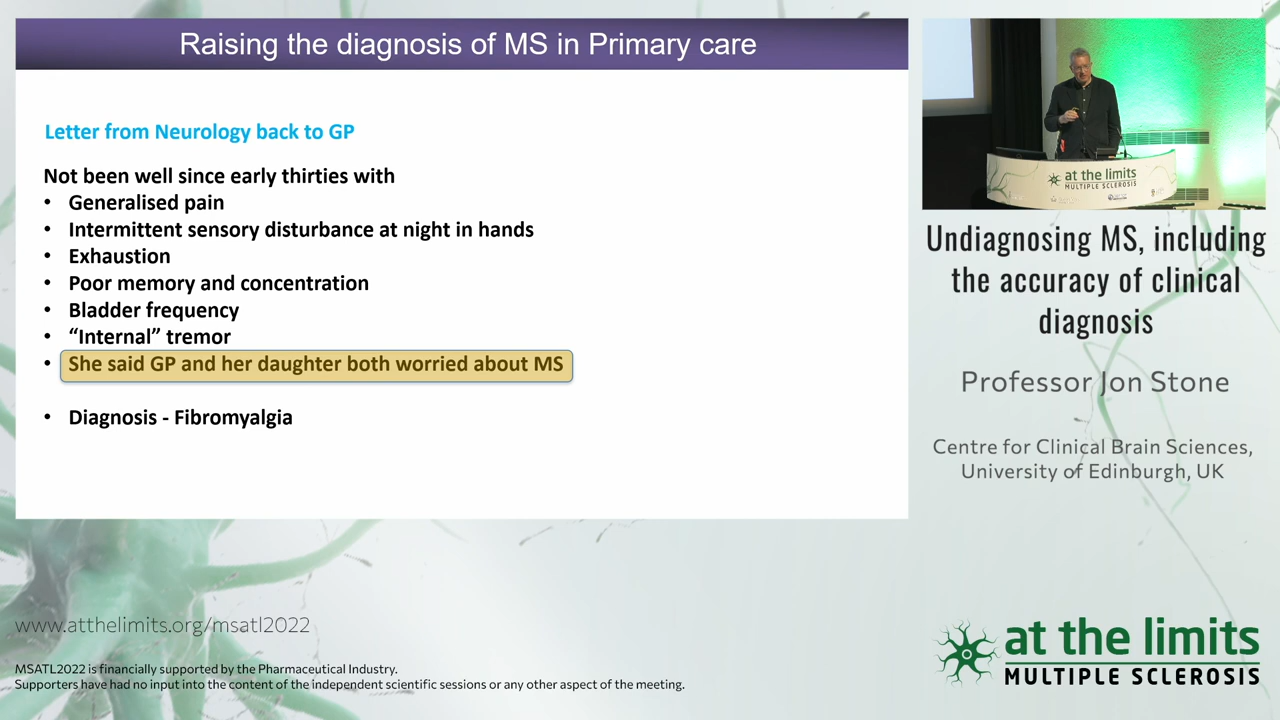 Raising the diagnosis of MS in Primary care
Letter from Neurology back to GP
Not been well since early thirties with
• Generalised pain
• Intermittent sensory disturbance at night in hands
• Exhaustion
• Poor memory and concentration
• Bladder frequency
• “Internal” tremor
• She said GP and her daughter both worried about MS
• Diagnosis - Fibromyalgia
at the limits
MULTIPLE SCLEROSIS
Undiagnosing MS, including
the accuracy of clinical
diagnosis
Professor Jon Stone
Centre for Clinical Brain Sciences,
University of Edinburgh, UK
www.atthelimits.org/msatl2022
MSATL2022 is financially supported by the Pharmaceutical Industry.
Supporters have had no input into the content of the independent scientific sessions or any other aspect of the meeting.
at the limits
MULTIPLE SCLEROSIS